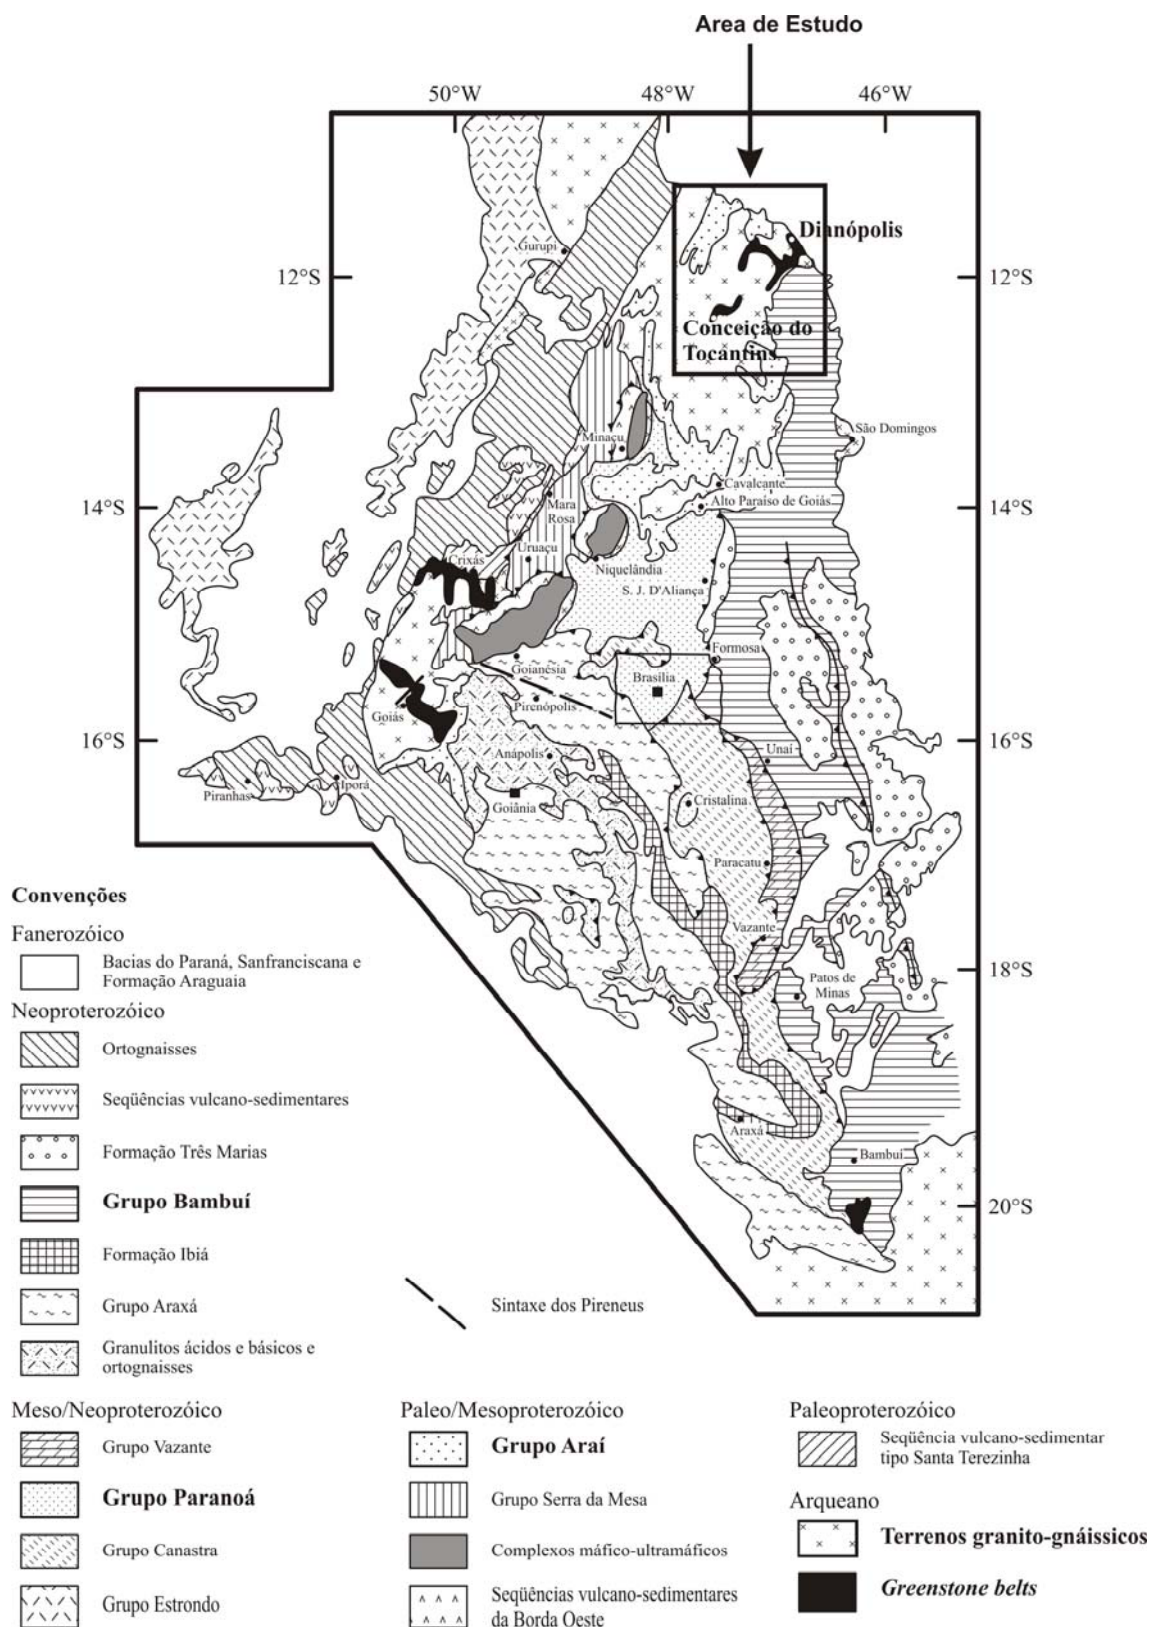 Area de Estudo
50°W
48°W
46°W
Dianópolis
Gurupi
12°S
12°S
Conceição do
Tocantins
São Domingos
Minaçu
Cavalcante
Alto Paraíso de Goiás
14°S
14°S
Mara
Rosa
Uruaçu
Crixás
Niquelândia
S. J. D'Aliança
Formosa
Goianésia
Brasília
Pirenópolis
Goiás
16°S
16°S
Unaí
Anápolis
Piranhas
Iporá
Goiânia
Cristalina
Paracatu
Vazante
18°S
Patos de
Minas
Araxá
Bambuí
20°S
Convenções
Fanerozóico
Bacias do Paraná, Sanfranciscana e
Formação Araguaia
Neoproterozóico
Ortognaisses
Seqüências vulcano-sedimentares
Formação Três Marias
Grupo Bambuí
Formação Ibiá
Grupo Araxá
Granulitos ácidos e básicos e
ortognaisses
Sintaxe dos Pireneus
Meso/Neoproterozóico
Grupo Vazante
Grupo Paranoá
Grupo Canastra
Grupo Estrondo
Paleo/Mesoproterozóico
Grupo Araí
Grupo Serra da Mesa
Complexos máfico-ultramáficos
Seqüências vulcano-sedimentares
da Borda Oeste
Paleoproterozóico
Seqüência vulcano-sedimentar
tipo Santa Terezinha
Arqueano
Terrenos granito-gnáissicos
Greenstone belts